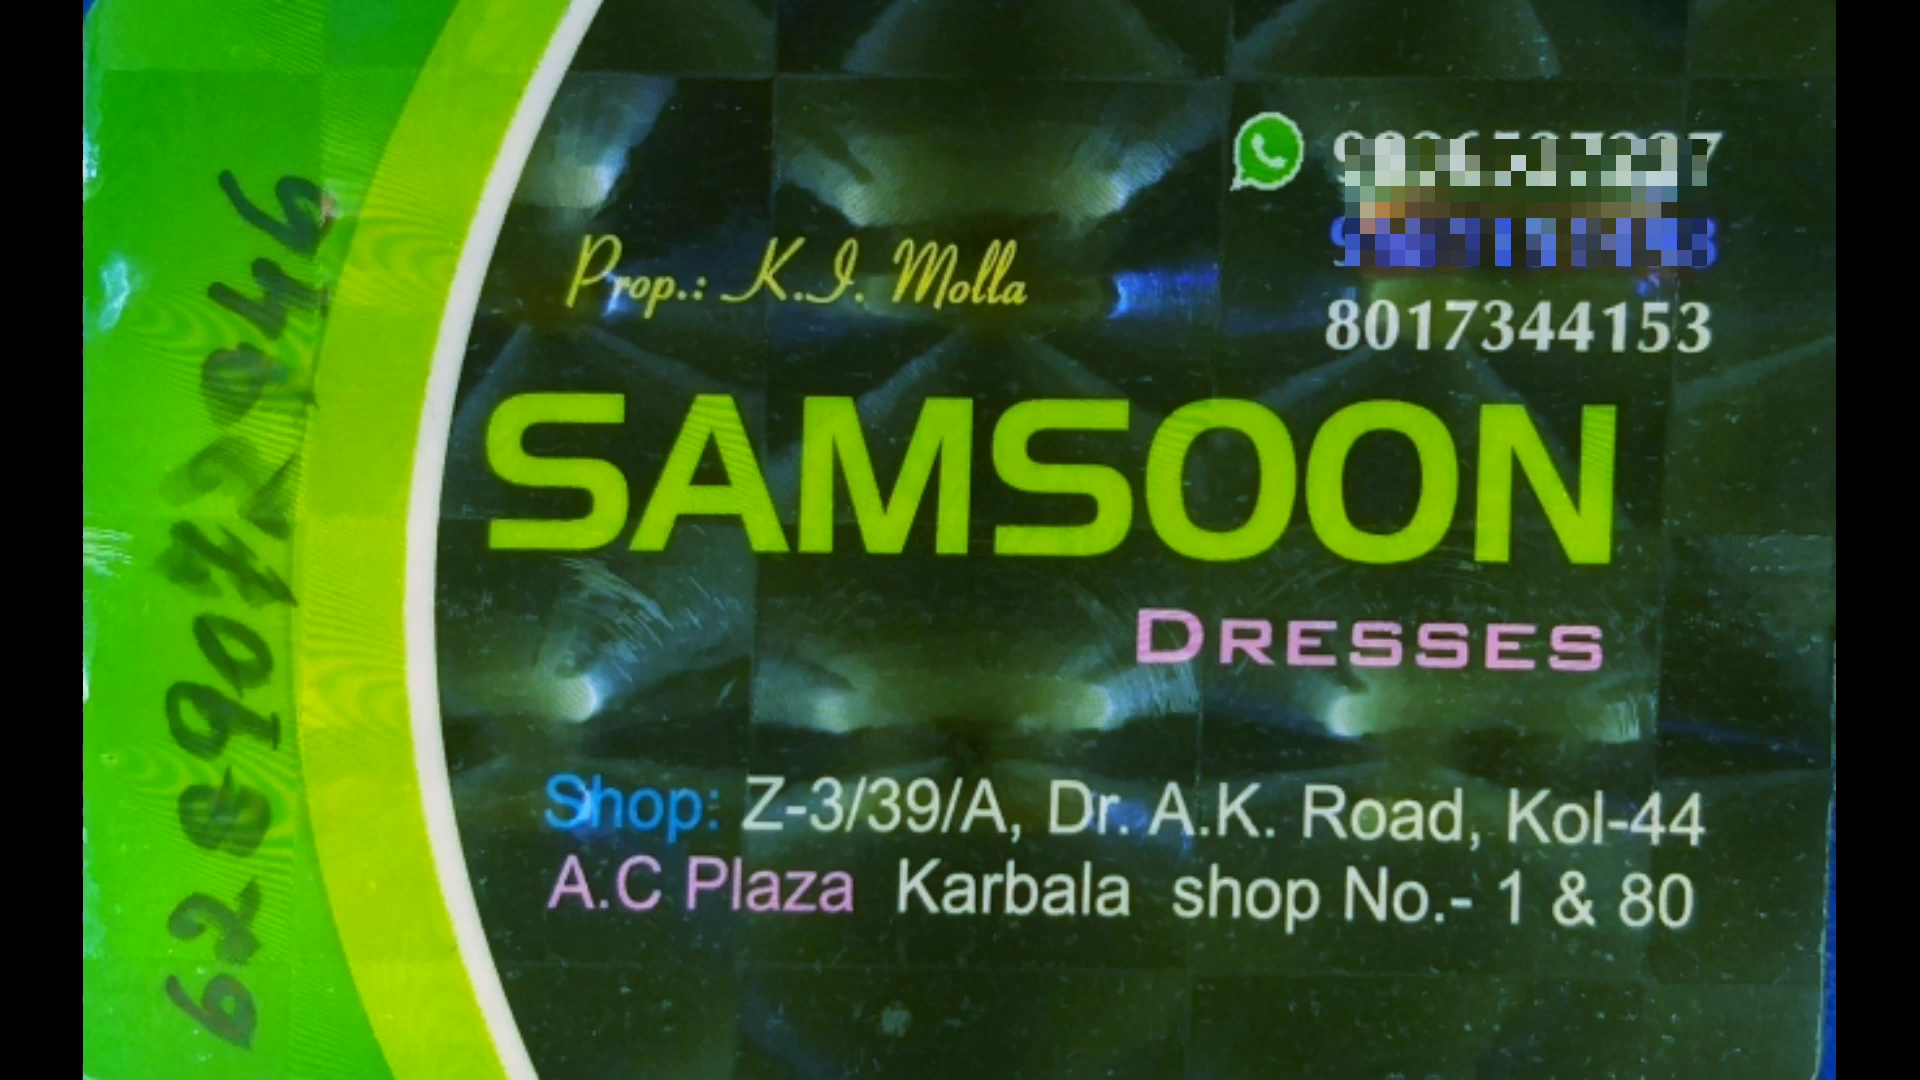 Prop.: K.I. Molla
8017344153
SAMSOON
DRESSES
Shop: Z-3/39/A, Dr. A.K. Road, Kol-44
A.C Plaza Karbala shop No.- 1 & 80